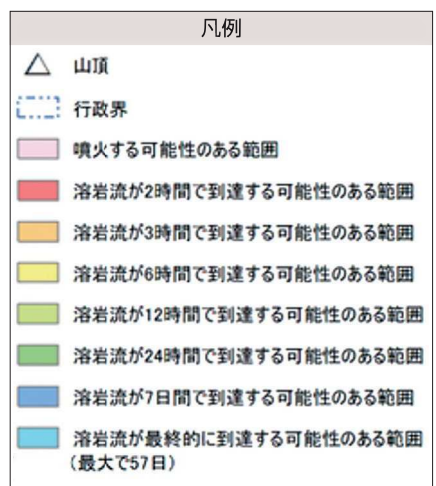 凡例
山頂
行政界
噴火する可能性のある範囲
溶岩流が2時間で到達する可能性のある範囲
溶岩流が3時間で到達する可能性のある範囲
溶岩流が6時間で到達する可能性のある範囲
溶岩流が12時間で到達する可能性のある範囲
溶岩流が24時間で到達する可能性のある範囲
溶岩流が7日間で到達する可能性のある範囲
溶岩流が最終的に到達する可能性のある範囲
(最大で57日)